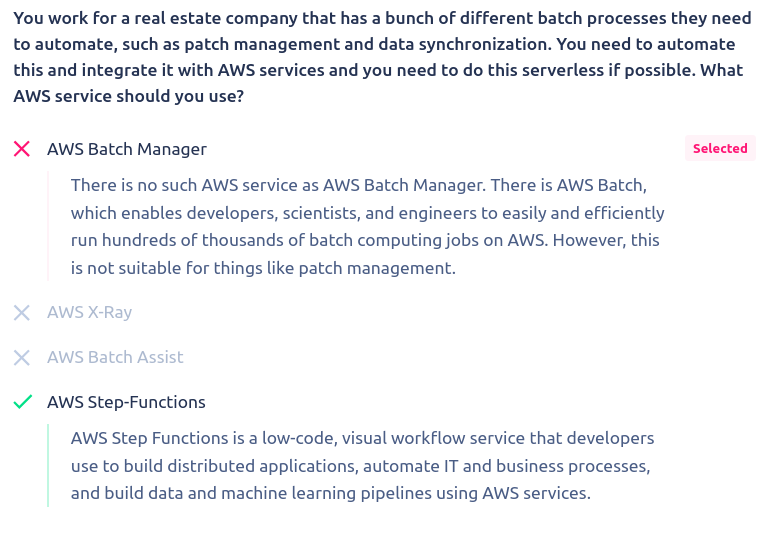 You work for a real estate company that has a bunch of different batch processes they need
to automate, such as patch management and data synchronization. You need to automate
this and integrate it with AWS services and you need to do this serverless if possible. What
AWS service should you use?
AWS Batch Manager
Selected
There is no such AWS service as AWS Batch Manager. There is AWS Batch,
which enables developers, scientists, and engineers to easily and efficiently
run hundreds of thousands of batch computing jobs on AWS. However, this
is not suitable for things like patch management.
AWS X-Ray
AWS Batch Assist
AWS Step-Functions
AWS Step Functions is a low-code, visual workflow service that developers
use to build distributed applications, automate IT and business processes,
and build data and machine learning pipelines using AWS services.